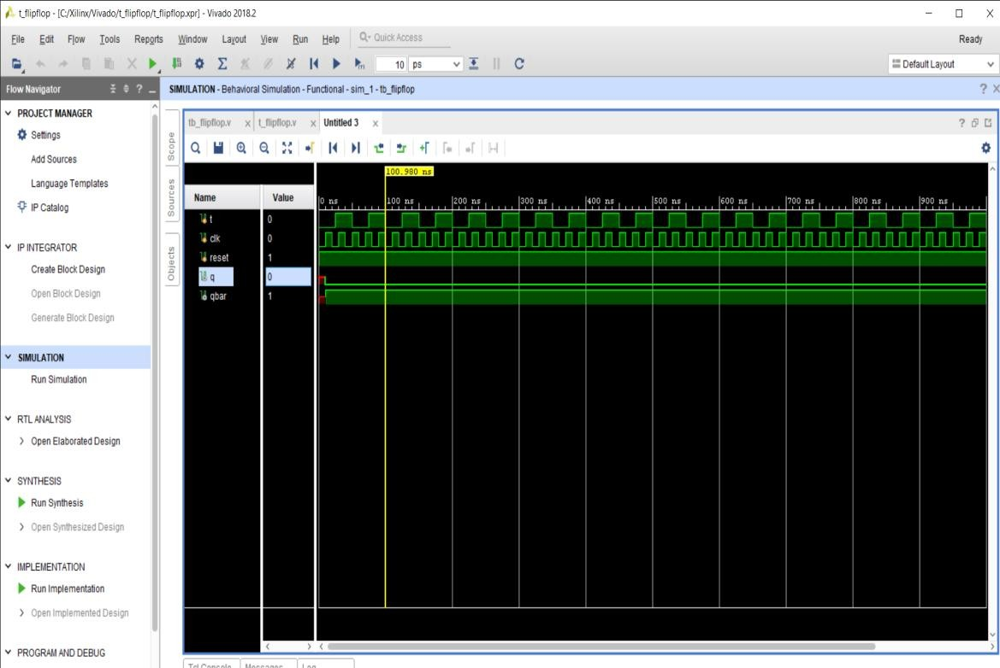 t_flipflop - [C:/Xilinx/Vivado/t_flipflop/t_flipflop.xpr] - Vivado 2018.2
File Edit Flow Tools Reports Window Layout View Run Help Quick Access Ready
10 ps Default Layout
Flow Navigator
SIMULATION - Behavioral Simulation - Functional - sim_1 - tb_flipflop
PROJECT MANAGER
Settings
Add Sources
Language Templates
IP Catalog
IP INTEGRATOR
Create Block Design
Open Block Design
Generate Block Design
SIMULATION
Run Simulation
RTL ANALYSIS
Open Elaborated Design
SYNTHESIS
Run Synthesis
Open Synthesized Design
IMPLEMENTATION
Run Implementation
Open Implemented Design
PROGRAM AND DEBUG
Scope
Sources
Objects
tb_flipflop.v t_flipflop.v Untitled 3
100.980 ns
Name Value
0 ns 100 ns 200 ns 300 ns 400 ns 500 ns 600 ns 700 ns 800 ns 900 ns
t 0
clk 0
reset 1
q 0
qbar 1
Tcl Console Messages Log